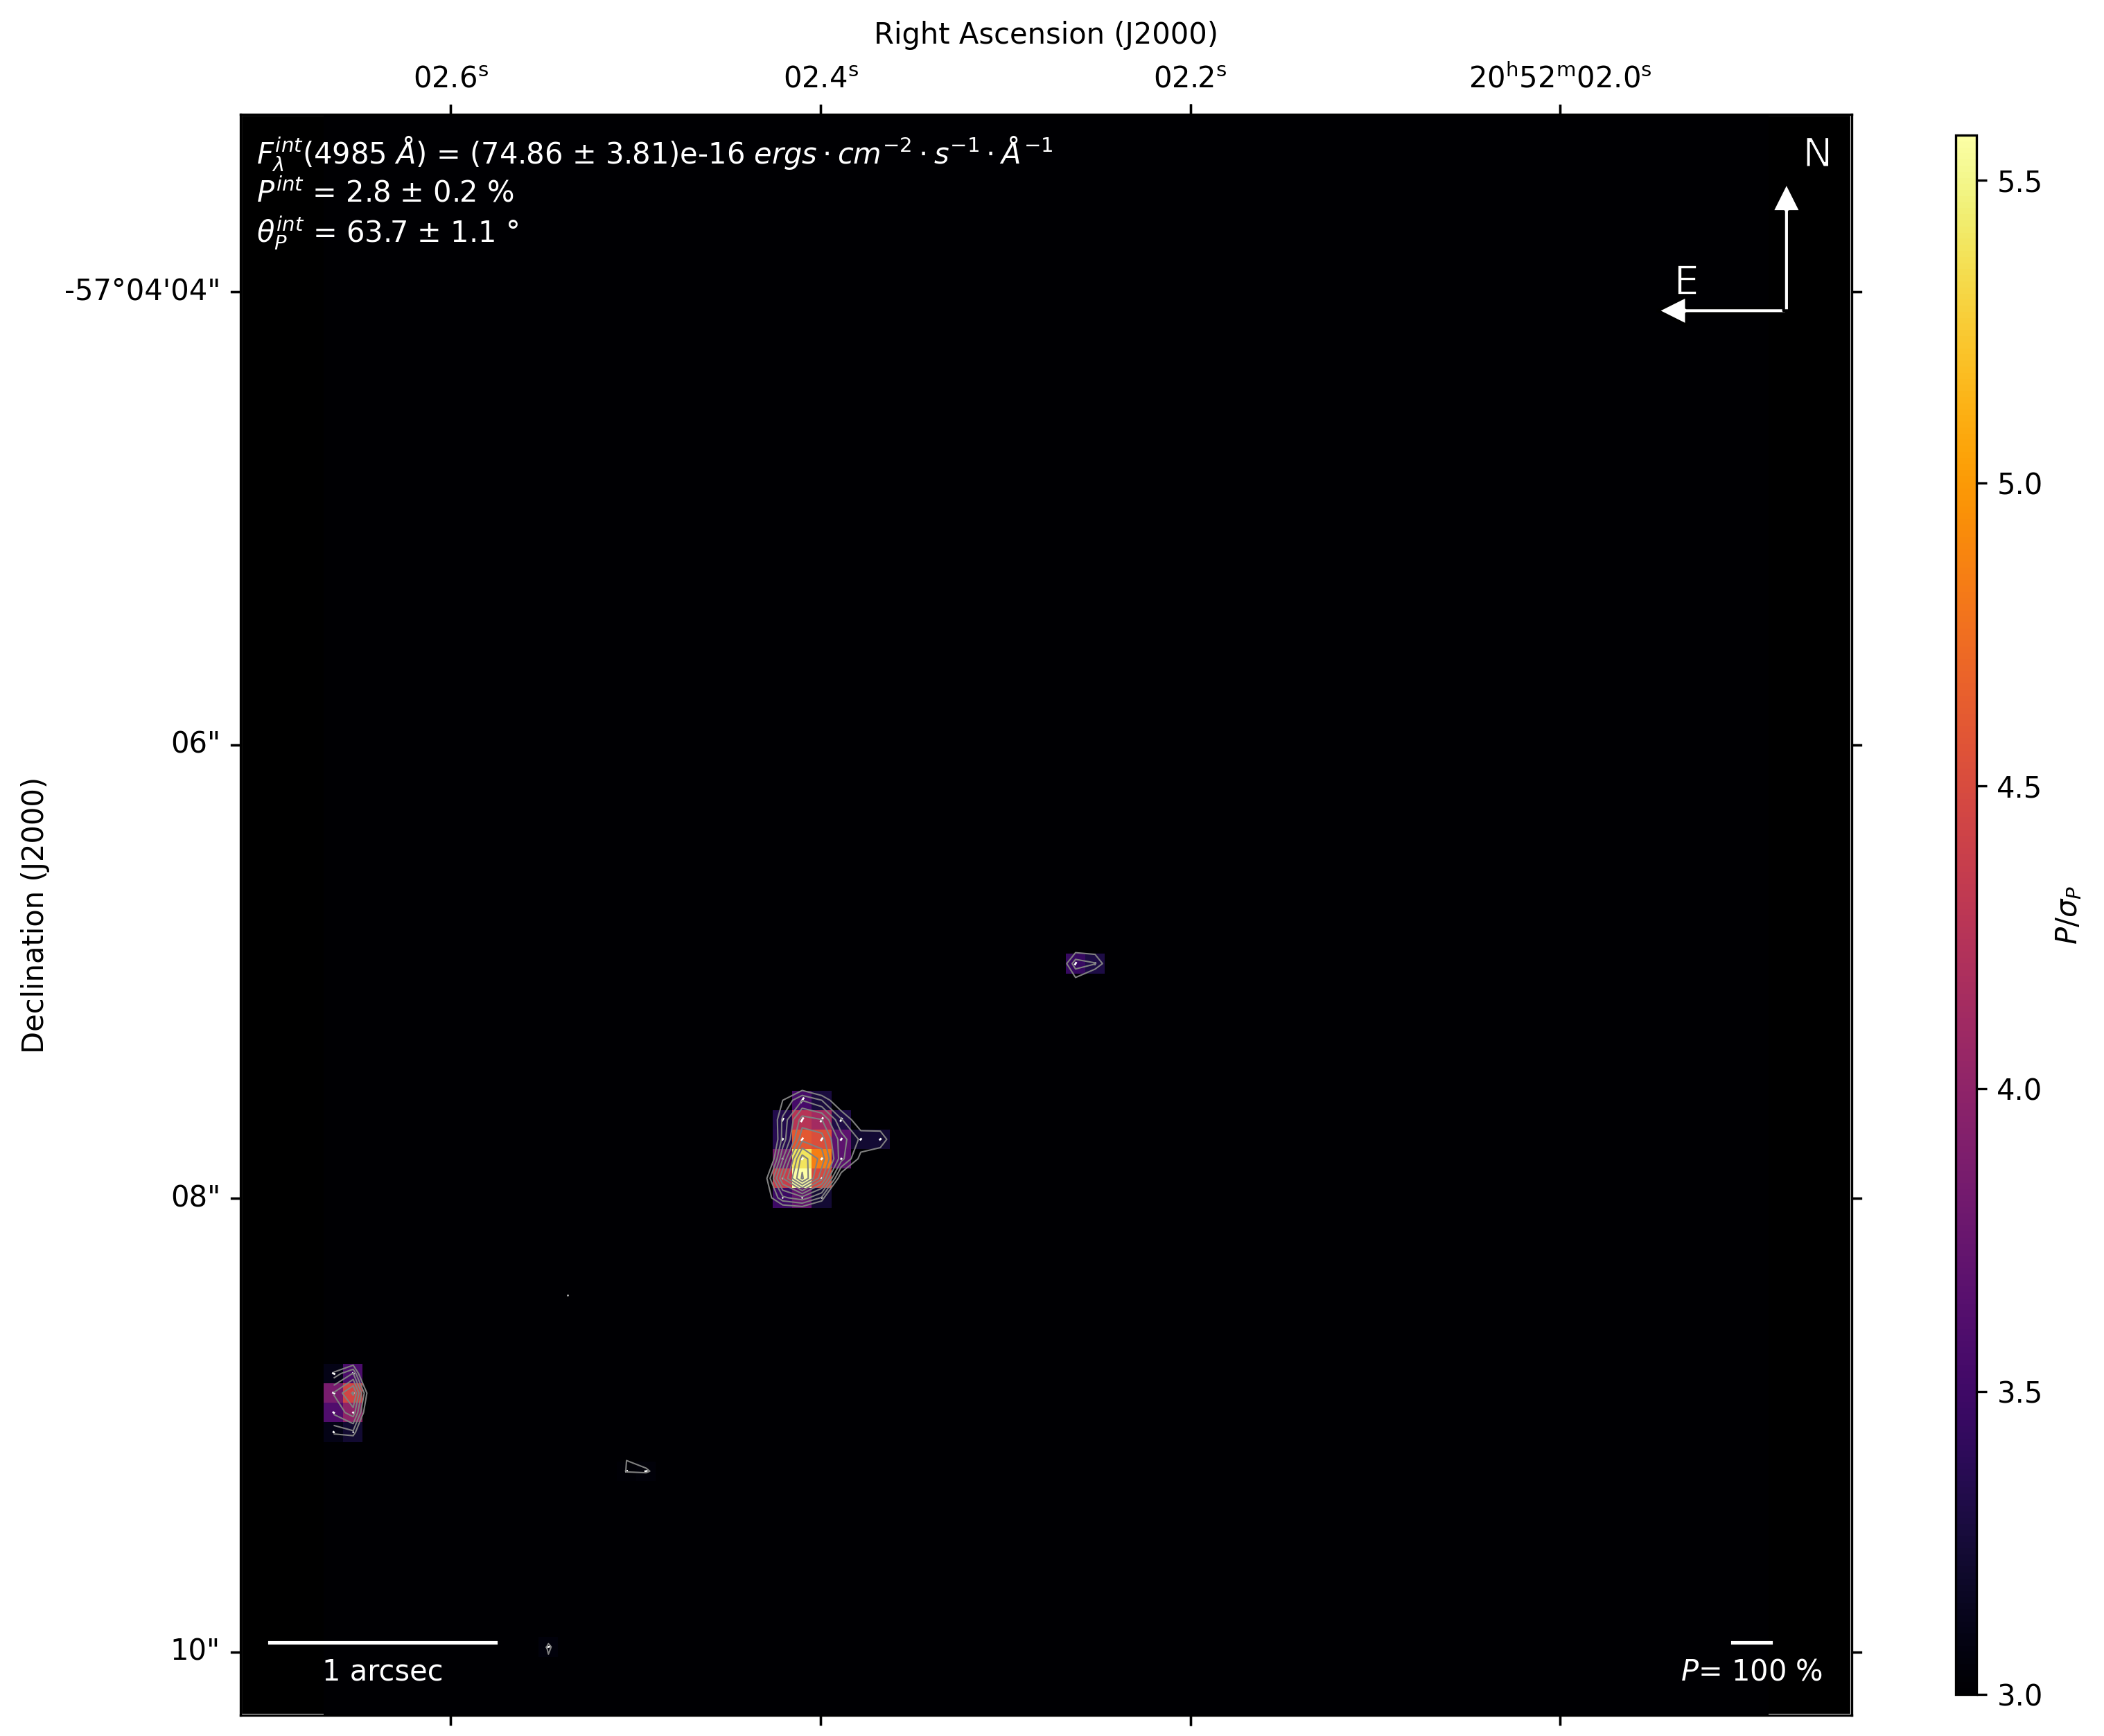 Right Ascension (J2000)
02.6ˢ 02.4ˢ 02.2ˢ 20ʰ52ᵐ02.0ˢ
F_λ^int(4985 Å) = (74.86 ± 3.81)e-16 ergs · cm⁻² · s⁻¹ · Å⁻¹
P^int = 2.8 ± 0.2 %
θ_P^int = 63.7 ± 1.1 °
N
E
-57°04'04"
06"
08"
10"
Declination (J2000)
1 arcsec
P= 100 %
5.5
5.0
4.5
4.0
3.5
3.0
P/σ_P